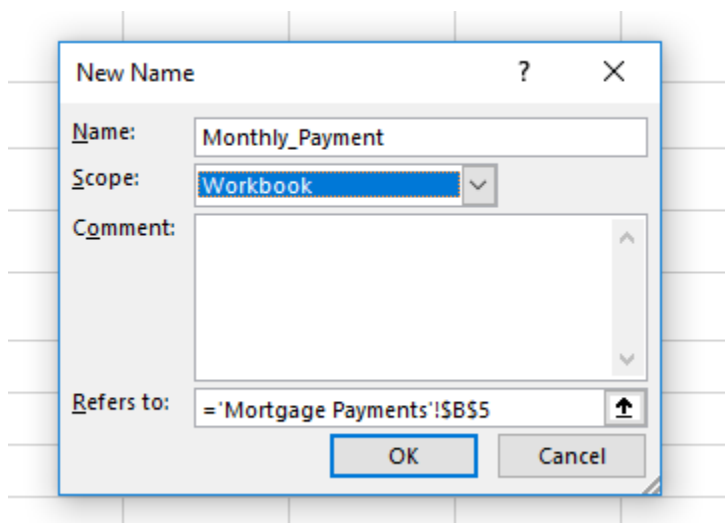 New Name ?
Name: Monthly_Payment
Scope: Workbook
Comment:
Refers to: ='Mortgage Payments'!$B$5
OK Cancel